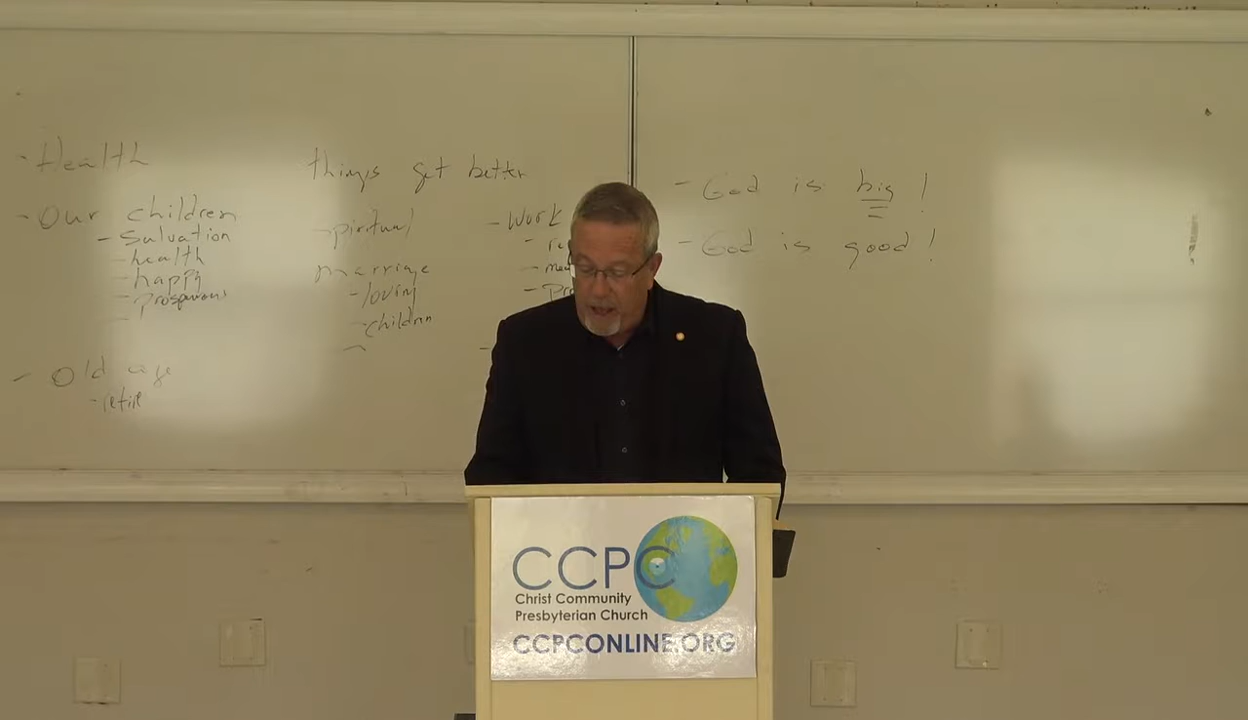 - Health
- Our children
- Salvation
- health
- happy
- prosperous
- Old age
- retire
things get better
- spiritual
marriage
- loving
- children
- Work
- God is big!
- God is good!
CCPC
Christ Community
Presbyterian Church
CCPCONLINE.ORG